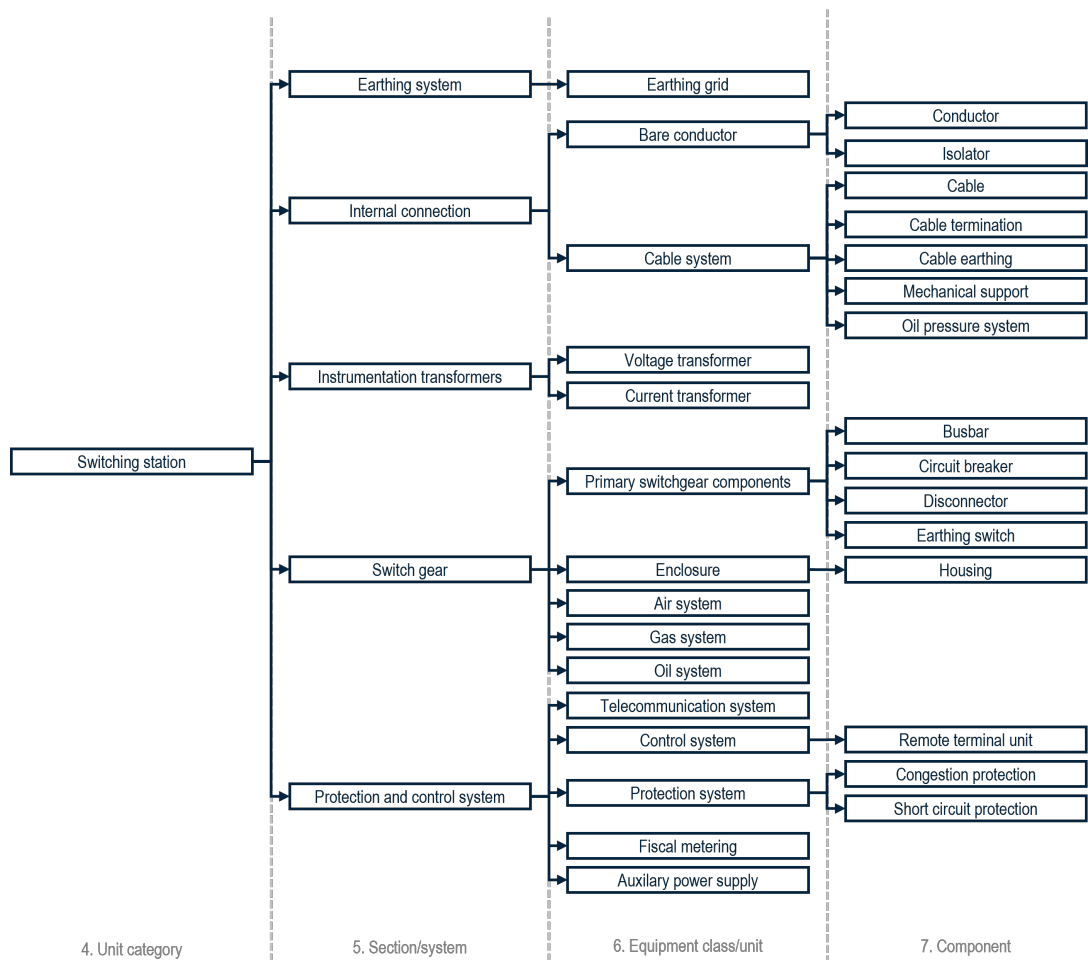 Earthing system
Earthing grid
Conductor
Bare conductor
Isolator
Cable
Internal connection
Cable termination
Cable system
Cable earthing
Mechanical support
Oil pressure system
Voltage transformer
Instrumentation transformers
Current transformer
Busbar
Switching station
Circuit breaker
Primary switchgear components
Disconnector
Earthing switch
Switch gear
Enclosure
Housing
Air system
Gas system
Oil system
Telecommunication system
Control system
Remote terminal unit
Congestion protection
Protection and control system
Protection system
Short circuit protection
Fiscal metering
Auxilary power supply
4. Unit category
5. Section/system
6. Equipment class/unit
7. Component